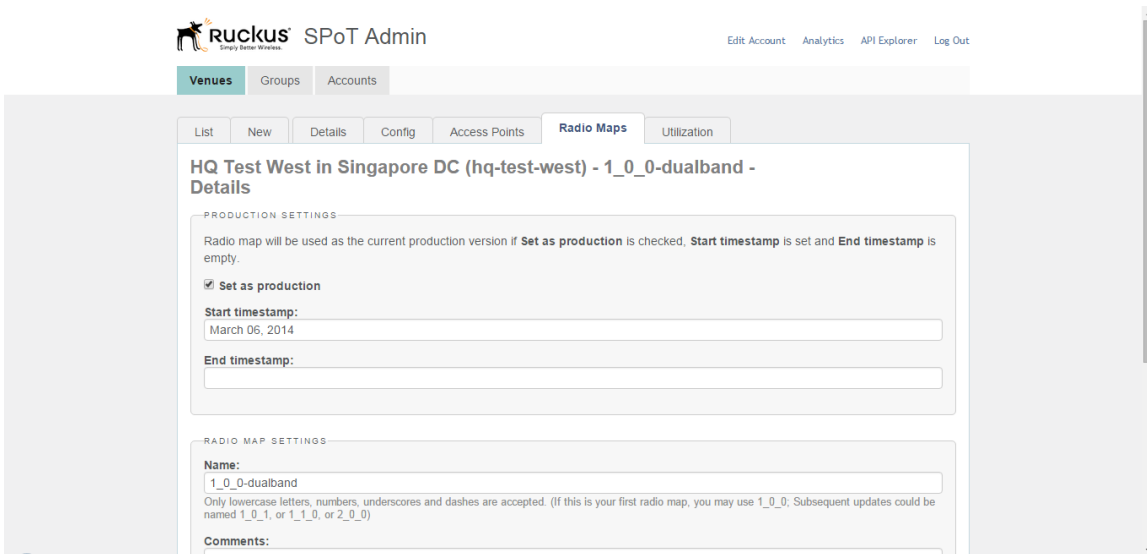 Ruckus SPoT Admin
Simply Better Wireless.
Edit Account Analytics API Explorer Log Out
Venues Groups Accounts
List New Details Config Access Points Radio Maps Utilization
HQ Test West in Singapore DC (hq-test-west) - 1_0_0-dualband -
Details
PRODUCTION SETTINGS
Radio map will be used as the current production version if Set as production is checked, Start timestamp is set and End timestamp is
empty.
Set as production
Start timestamp:
March 06, 2014
End timestamp:
RADIO MAP SETTINGS
Name:
1_0_0-dualband
Only lowercase letters, numbers, underscores and dashes are accepted. (If this is your first radio map, you may use 1_0_0; Subsequent updates could be
named 1_0_1, or 1_1_0, or 2_0_0)
Comments: